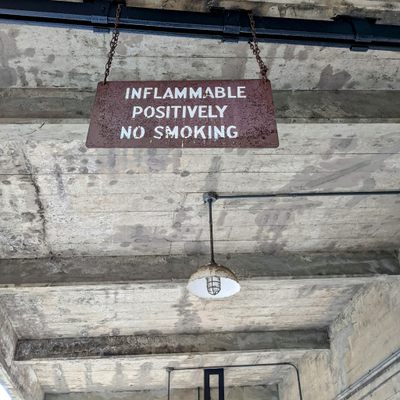 INFLAMMABLE
POSITIVELY
NO SMOKING